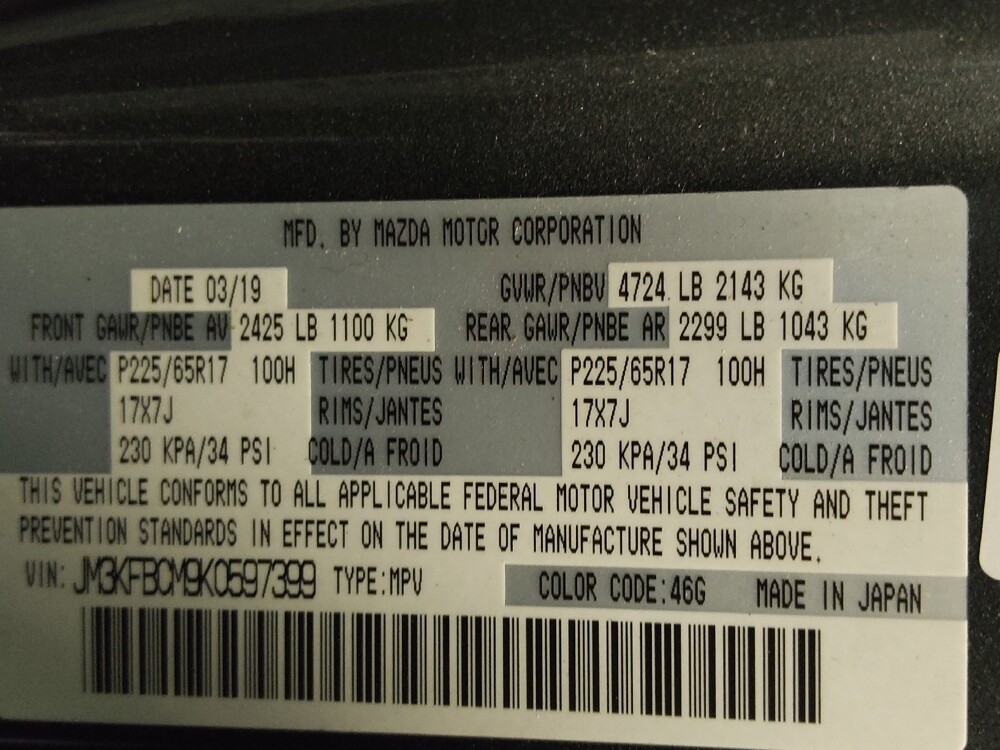 MFD. BY MAZDA MOTOR CORPORATION
DATE 03/19 GVWR/PNBV 4724 LB 2143 KG
FRONT GAWR/PNBE AV 2425 LB 1100 KG REAR GAWR/PNBE AR 2299 LB 1043 KG
WITH/AVEC P225/65R17 100H TIRES/PNEUS WITH/AVEC P225/65R17 100H TIRES/PNEUS
17X7J RIMS/JANTES 17X7J RIMS/JANTES
230 KPA/34 PSI COLD/A FROID 230 KPA/34 PSI COLD/A FROID
THIS VEHICLE CONFORMS TO ALL APPLICABLE FEDERAL MOTOR VEHICLE SAFETY AND THEFT
PREVENTION STANDARDS IN EFFECT ON THE DATE OF MANUFACTURE SHOWN ABOVE.
VIN: JM3KFBCM9K0597399 TYPE:MPV COLOR CODE:46G MADE IN JAPAN